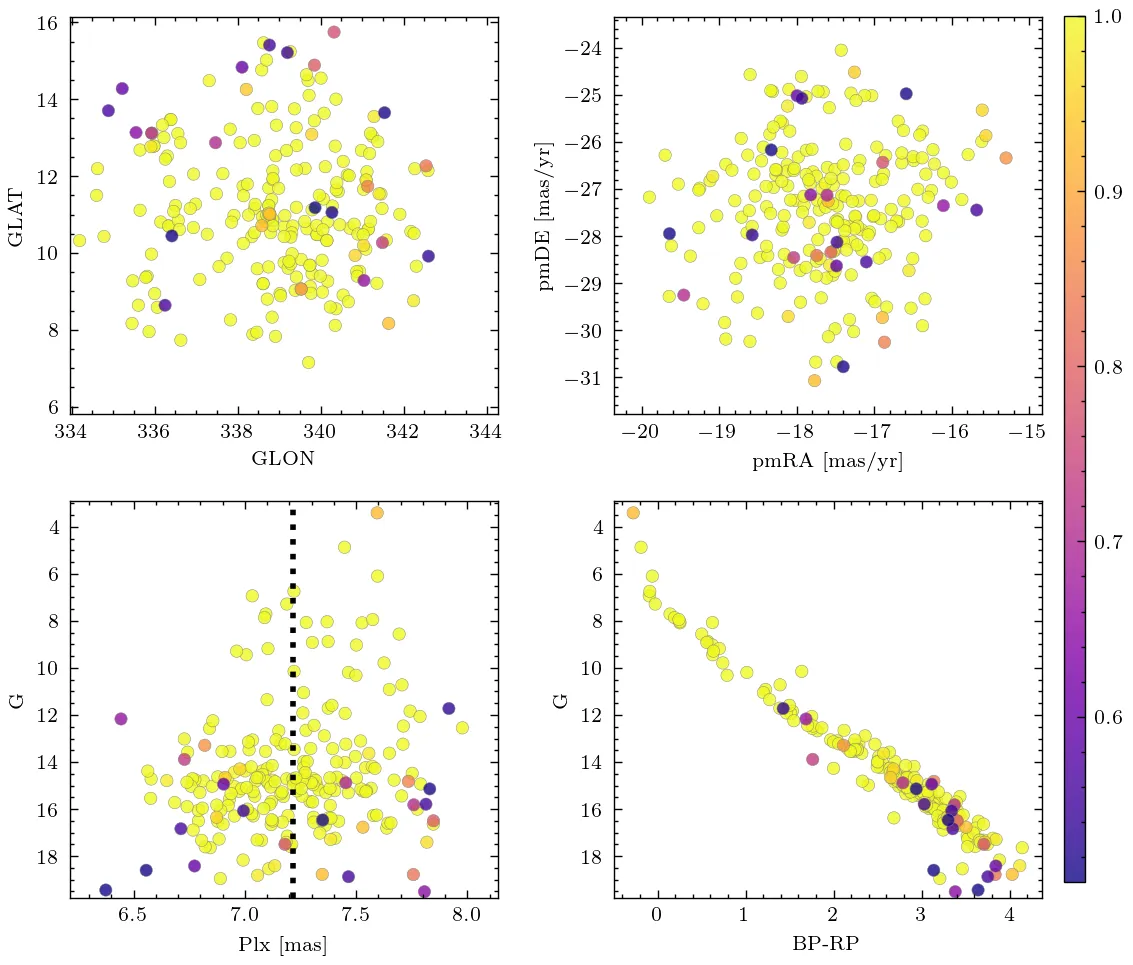 16
14
12
10
8
6
GLAT
334 336 338 340 342 344
GLON
−24
−25
−26
−27
−28
−29
−30
−31
pmDE [mas/yr]
−20 −19 −18 −17 −16 −15
pmRA [mas/yr]
1.0
0.9
0.8
0.7
0.6
4
6
8
10
12
14
16
18
G
6.5 7.0 7.5 8.0
Plx [mas]
4
6
8
10
12
14
16
18
G
0 1 2 3 4
BP-RP